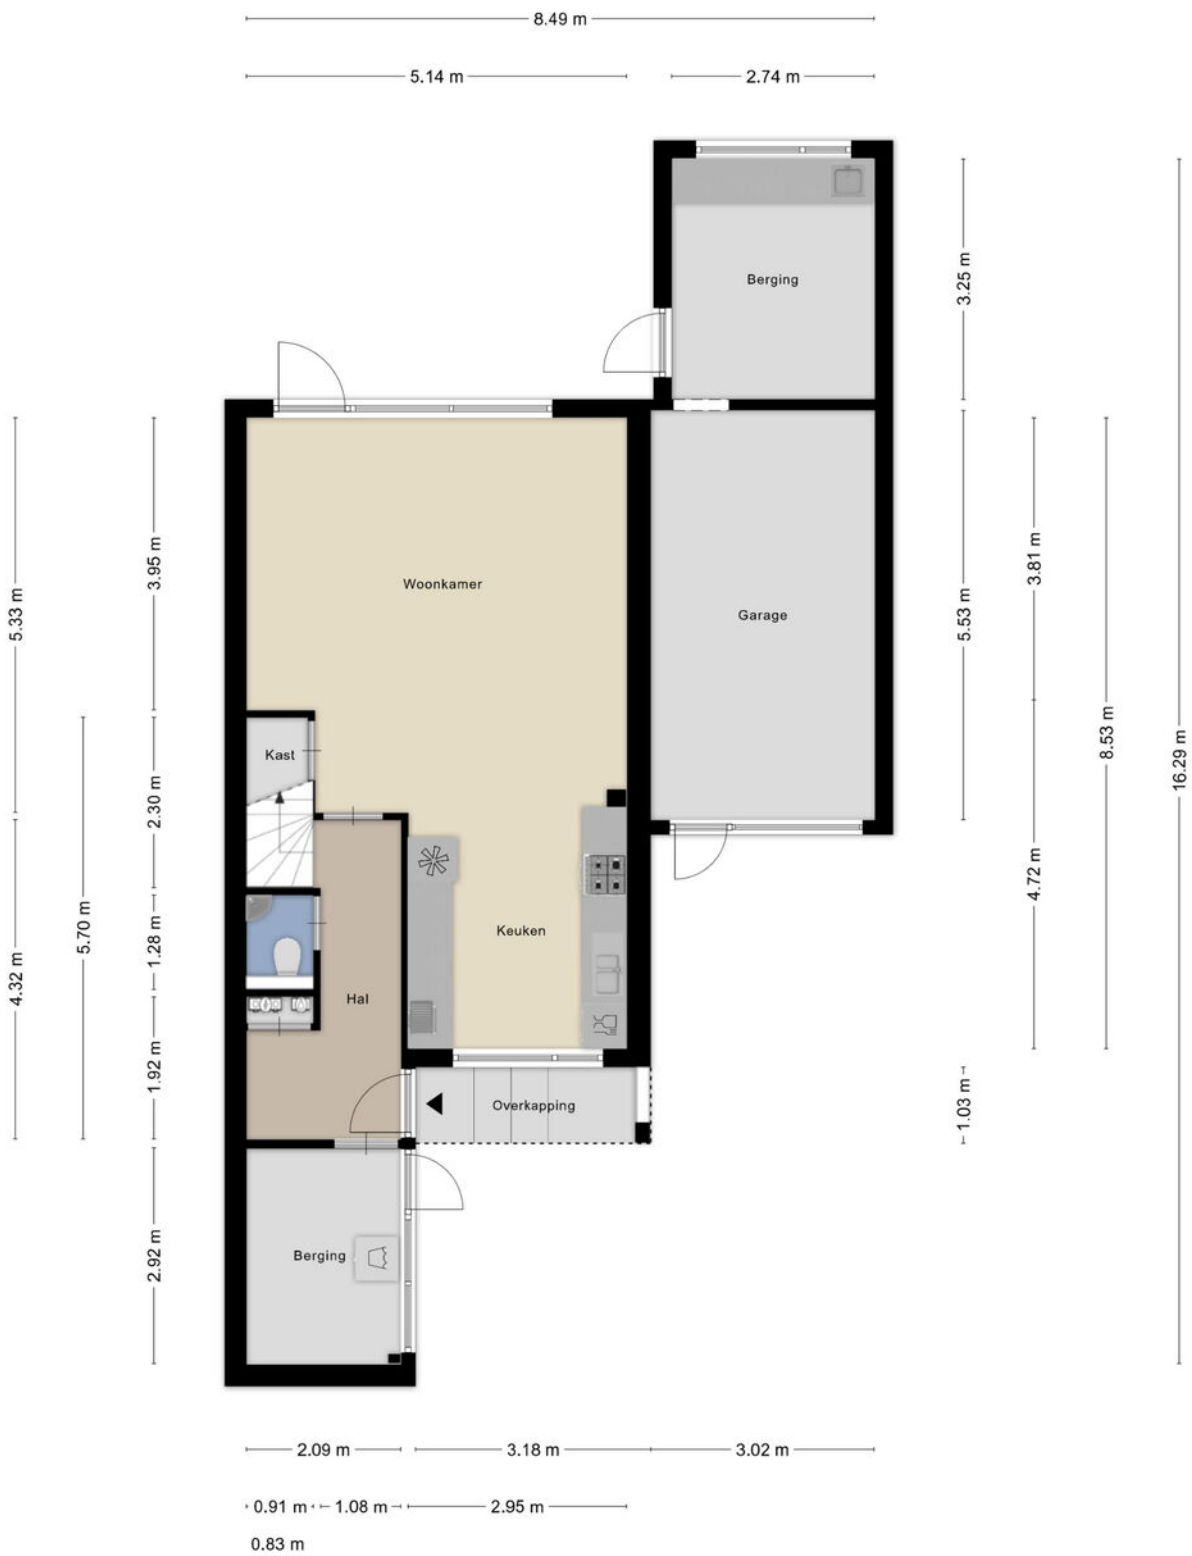 8.49 m
5.14 m
2.74 m
Berging
3.25 m
Woonkamer
3.95 m
3.81 m
5.33 m
Garage
5.53 m
8.53 m
16.29 m
Kast
2.30 m
4.72 m
Keuken
5.70 m
1.28 m
4.32 m
Hal
1.92 m
Overkapping
1.03 m
Berging
2.92 m
2.09 m
3.18 m
3.02 m
0.91 m
1.08 m
2.95 m
0.83 m